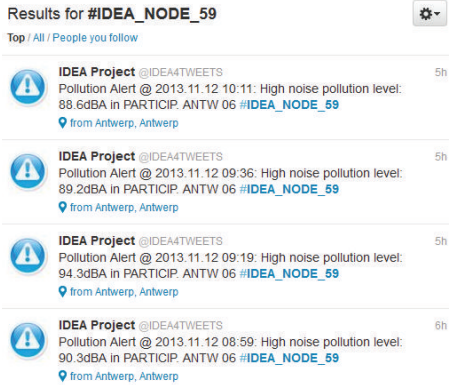 Results for #IDEA_NODE_59
Top / All / People you follow
IDEA Project @IDEA4TWEETS 5h
Pollution Alert @ 2013.11.12 10:11: High noise pollution level:
88.6dBA in PARTICIP. ANTW 06 #IDEA_NODE_59
from Antwerp, Antwerp
IDEA Project @IDEA4TWEETS 5h
Pollution Alert @ 2013.11.12 09:36: High noise pollution level:
89.2dBA in PARTICIP. ANTW 06 #IDEA_NODE_59
from Antwerp, Antwerp
IDEA Project @IDEA4TWEETS 5h
Pollution Alert @ 2013.11.12 09:19: High noise pollution level:
94.3dBA in PARTICIP. ANTW 06 #IDEA_NODE_59
from Antwerp, Antwerp
IDEA Project @IDEA4TWEETS 6h
Pollution Alert @ 2013.11.12 08:59: High noise pollution level:
90.3dBA in PARTICIP. ANTW 06 #IDEA_NODE_59
from Antwerp, Antwerp